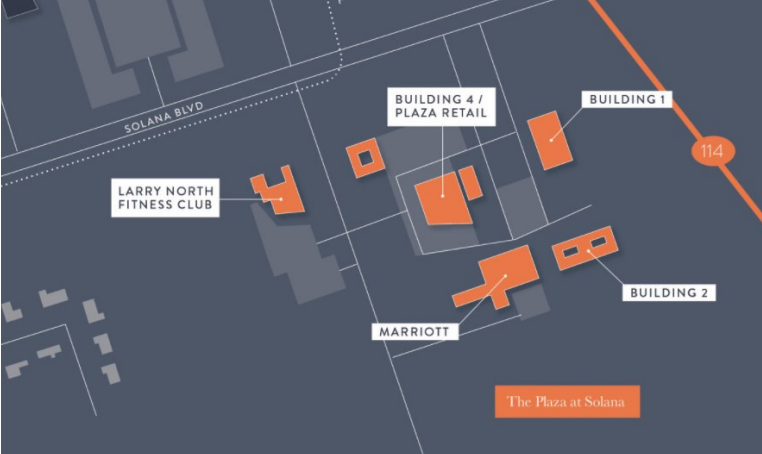 SOLANA BLVD
BUILDING 4 /
PLAZA RETAIL
BUILDING 1
114
LARRY NORTH
FITNESS CLUB
BUILDING 2
MARRIOTT
The Plaza at Solana